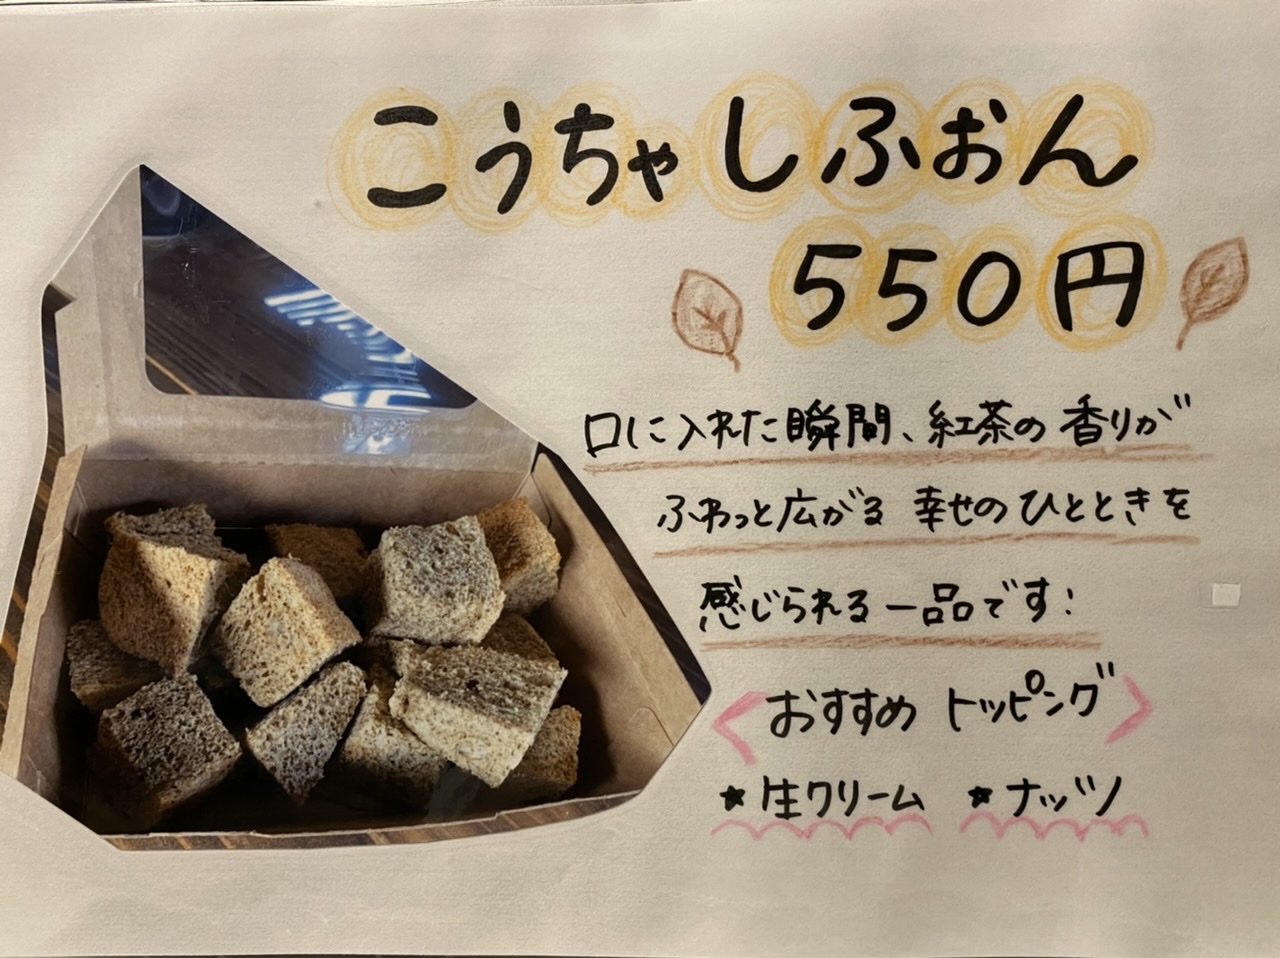 こうちゃしふぉん
550円
口に入れた瞬間、紅茶の香りが
ふわっと広がる 幸せのひとときを
感じられる一品です!
<おすすめ トッピング>
★生クリーム ★ナッツ